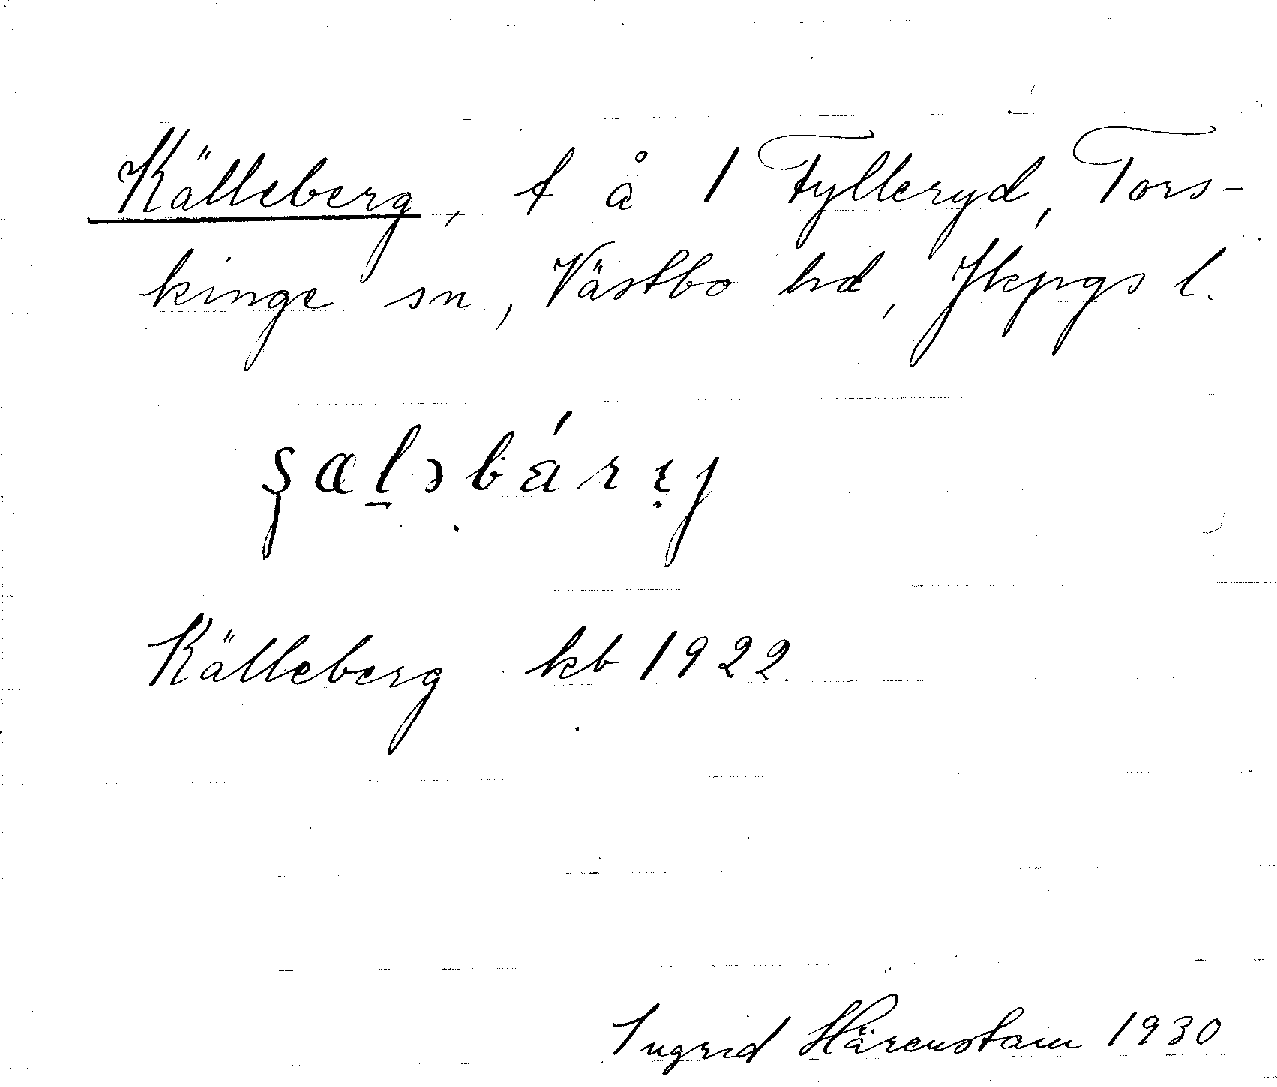 Källeberg, t å 1 Fylleryd, Tors-
kinge sn, Västbo hd, Jkpgs l.
Källeberg kb 1922
Ingrid Härenstam 1930